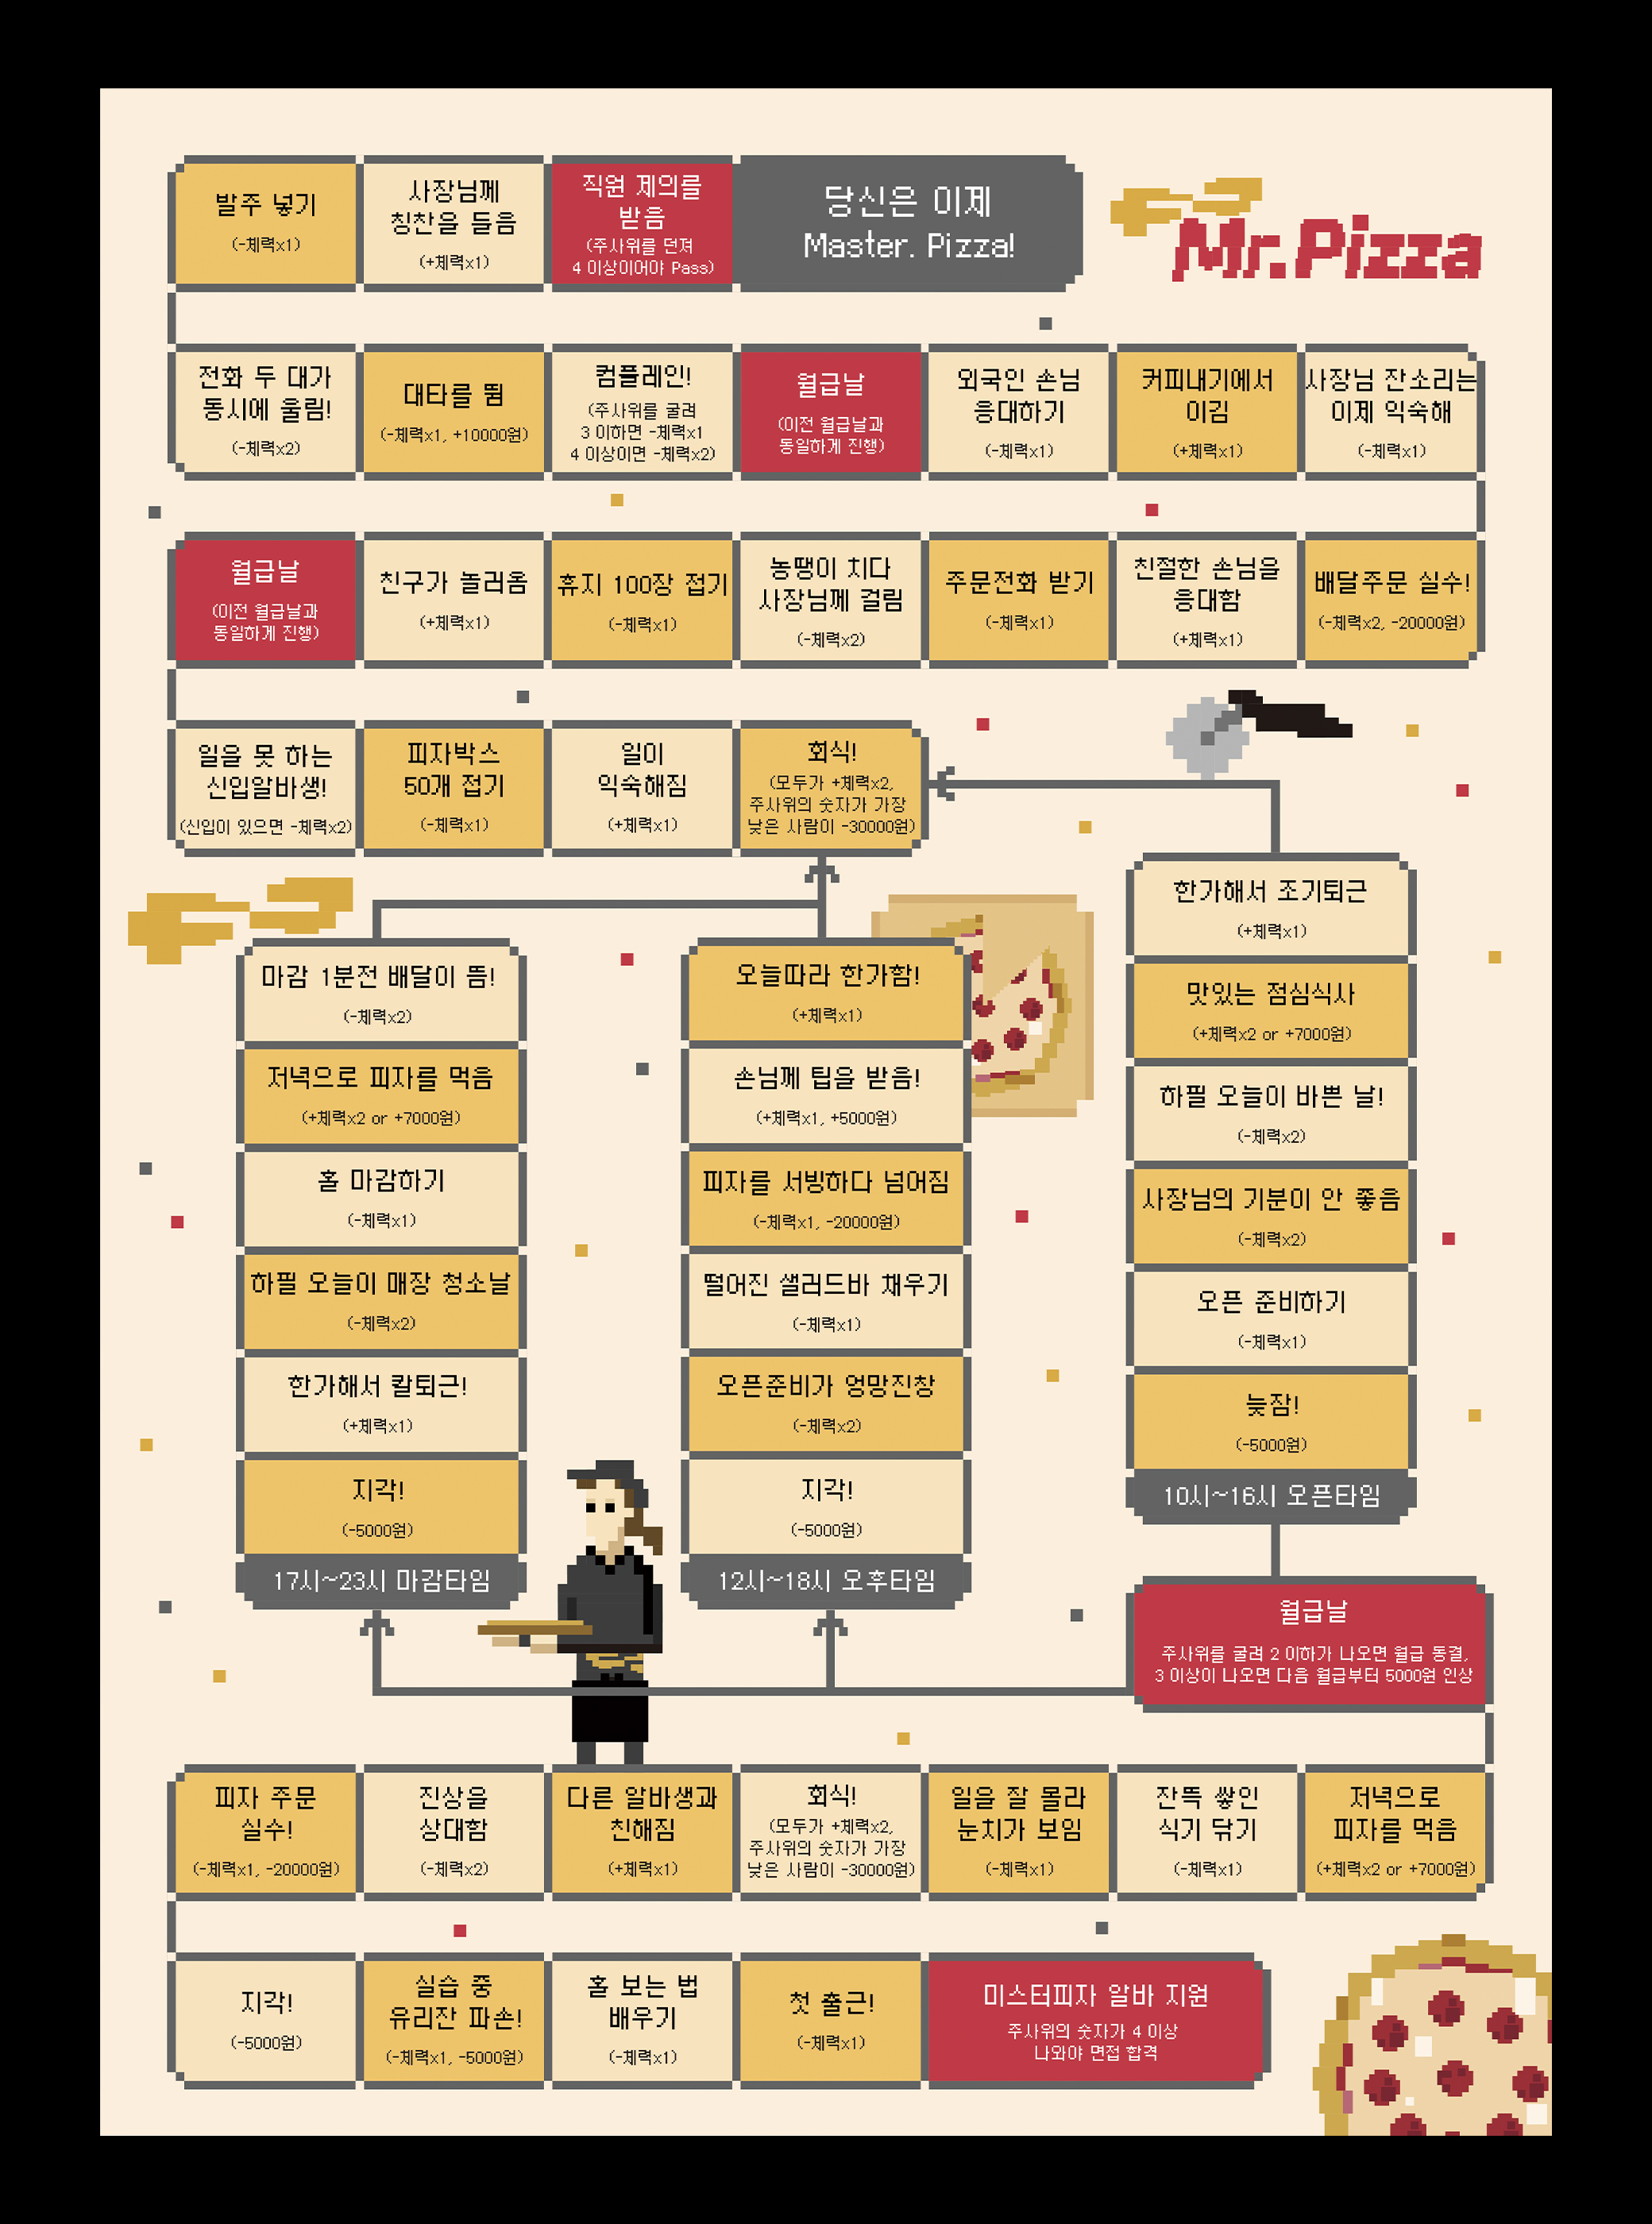 발주 넣기
(-체력x1)
사장님께
칭찬을 들음
(+체력x1)
직원 제의를
받음
(주사위를 던져
4 이상이어야 Pass)
당신은 이제
Master. Pizza!
Mr.Pizza
전화 두 대가
동시에 울림!
(-체력x2)
대타를 뜀
(-체력x1, +10000원)
컴플레인!
(주사위를 굴려
3 이하면 -체력x1
4 이상이면 -체력x2)
월급날
(이전 월급날과
동일하게 진행)
외국인 손님
응대하기
(-체력x1)
커피내기에서
이김
(+체력x1)
사장님 잔소리는
이제 익숙해
(-체력x1)
월급날
(이전 월급날과
동일하게 진행)
친구가 놀러옴
(+체력x1)
휴지 100장 접기
(-체력x1)
농땡이 치다
사장님께 걸림
(-체력x2)
주문전화 받기
(-체력x1)
친절한 손님을
응대함
(+체력x1)
배달주문 실수!
(-체력x2, -20000원)
일을 못 하는
신입알바생!
(신입이 있으면 -체력x2)
피자박스
50개 접기
(-체력x1)
일이
익숙해짐
(+체력x1)
회식!
(모두가 +체력x2,
주사위의 숫자가 가장
낮은 사람이 -30000원)
마감 1분전 배달이 뜸!
(-체력x2)
저녁으로 피자를 먹음
(+체력x2 or +7000원)
홀 마감하기
(-체력x1)
하필 오늘이 매장 청소날
(-체력x2)
한가해서 칼퇴근!
(+체력x1)
지각!
(-5000원)
17시~23시 마감타임
오늘따라 한가함!
(+체력x1)
손님께 팁을 받음!
(+체력x1, +5000원)
피자를 서빙하다 넘어짐
(-체력x1, -20000원)
떨어진 샐러드바 채우기
(-체력x1)
오픈준비가 엉망진창
(-체력x2)
지각!
(-5000원)
12시~18시 오후타임
한가해서 조기퇴근
(+체력x1)
맛있는 점심식사
(+체력x2 or +7000원)
하필 오늘이 바쁜 날!
(-체력x2)
사장님의 기분이 안 좋음
(-체력x2)
오픈 준비하기
(-체력x1)
늦잠!
(-5000원)
10시~16시 오픈타임
월급날
주사위를 굴려 2 이하가 나오면 월급 동결,
3 이상이 나오면 다음 월급부터 5000원 인상
피자 주문
실수!
(-체력x1, -20000원)
진상을
상대함
(-체력x2)
다른 알바생과
친해짐
(+체력x1)
회식!
(모두가 +체력x2,
주사위의 숫자가 가장
낮은 사람이 -30000원)
일을 잘 몰라
눈치가 보임
(-체력x1)
잔뜩 쌓인
식기 닦기
(-체력x1)
저녁으로
피자를 먹음
(+체력x2 or +7000원)
지각!
(-5000원)
실습 중
유리잔 파손!
(-체력x1, -5000원)
홀 보는 법
배우기
(-체력x1)
첫 출근!
(-체력x1)
미스터피자 알바 지원
주사위의 숫자가 4 이상
나와야 면접 합격